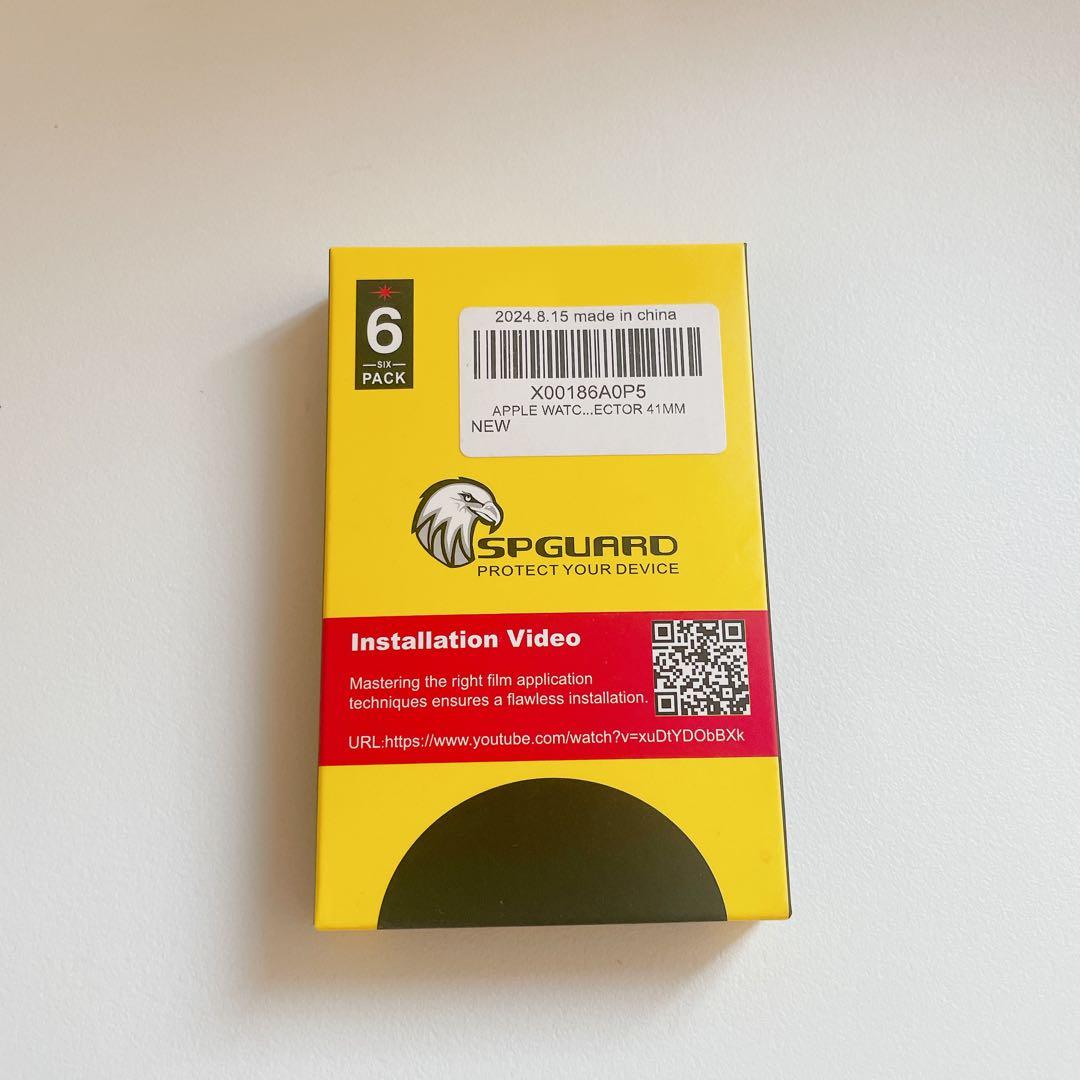 6
SIX
PACK
2024.8.15 made in china
X00186A0P5
APPLE WATC...ECTOR 41MM
NEW
SPGUARD
PROTECT YOUR DEVICE
Installation Video
Mastering the right film application
techniques ensures a flawless installation.
URL:https://www.youtube.com/watch?v=xuDtYDObBXk